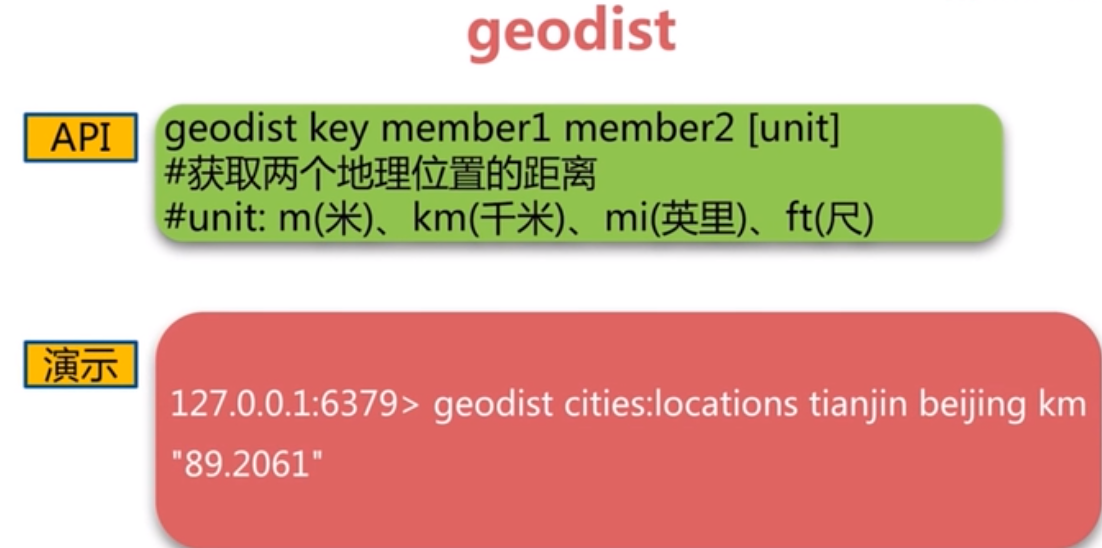 geodist
API
geodist key member1 member2 [unit]
#获取两个地理位置的距离
#unit: m(米)、km(千米)、mi(英里)、ft(尺)
演示
127.0.0.1:6379> geodist cities:locations tianjin beijing km
"89.2061"